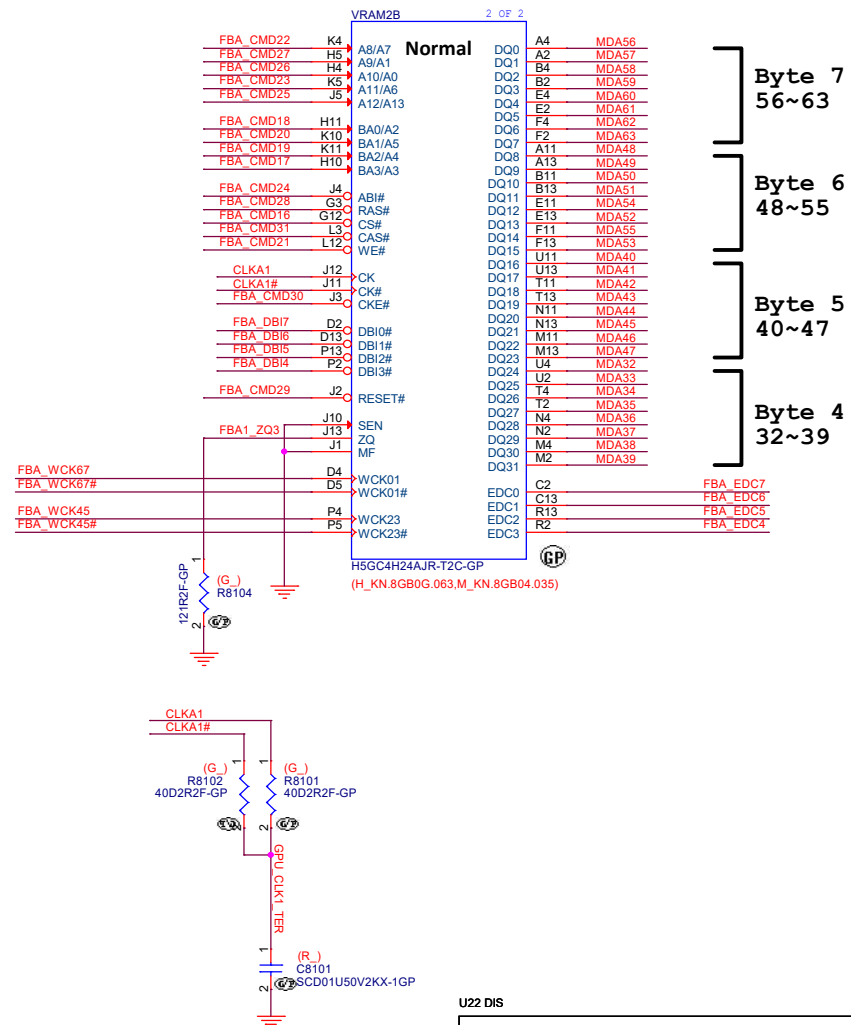 VRAM2B 2 OF 2
Normal
FBA_CMD22 K4 A8/A7 DQ0 A4 MDA56
FBA_CMD27 H5 A9/A1 DQ1 A2 MDA57
FBA_CMD26 H4 A10/A0 DQ2 B4 MDA58
FBA_CMD23 K5 A11/A6 DQ3 B2 MDA59
FBA_CMD25 J5 A12/A13 DQ4 E4 MDA60
DQ5 E2 MDA61
FBA_CMD18 H11 BA0/A2 DQ6 F4 MDA62
FBA_CMD20 K10 BA1/A5 DQ7 F2 MDA63
FBA_CMD19 K11 BA2/A4 DQ8 A11 MDA48
FBA_CMD17 H10 BA3/A3 DQ9 A13 MDA49
DQ10 B11 MDA50
FBA_CMD24 J4 ABI# DQ11 B13 MDA51
FBA_CMD28 G3 RAS# DQ12 E11 MDA54
FBA_CMD16 G12 CS# DQ13 E13 MDA52
FBA_CMD31 L3 CAS# DQ14 F11 MDA55
FBA_CMD21 L12 WE# DQ15 F13 MDA53
DQ16 U11 MDA40
CLKA1 J12 CK DQ17 U13 MDA41
CLKA1# J11 CK# DQ18 T11 MDA42
FBA_CMD30 J3 CKE# DQ19 T13 MDA43
DQ20 N11 MDA44
FBA_DBI7 D2 DBI0# DQ21 N13 MDA45
FBA_DBI6 D13 DBI1# DQ22 M11 MDA46
FBA_DBI5 P13 DBI2# DQ23 M13 MDA47
FBA_DBI4 P2 DBI3# DQ24 U4 MDA32
DQ25 U2 MDA33
FBA_CMD29 J2 RESET# DQ26 T4 MDA34
DQ27 T2 MDA35
J10 SEN DQ28 N4 MDA36
FBA1_ZQ3 J13 ZQ DQ29 N2 MDA37
J1 MF DQ30 M4 MDA38
DQ31 M2 MDA39
FBA_WCK67 D4 WCK01
FBA_WCK67# D5 WCK01# EDC0 C2 FBA_EDC7
EDC1 C13 FBA_EDC6
FBA_WCK45 P4 WCK23 EDC2 R13 FBA_EDC5
FBA_WCK45# P5 WCK23# EDC3 R2 FBA_EDC4
Byte 7
56~63
Byte 6
48~55
Byte 5
40~47
Byte 4
32~39
GP
H5GC4H24AJR-T2C-GP
(H_KN.8GB0G.063,M_KN.8GB04.035)
1
121R2F-GP
(G_)
R8104
2
CLKA1
CLKA1#
1 1
(G_) (G_)
R8102 R8101
40D2R2F-GP 40D2R2F-GP
2 2
GPU_CLK1_TER
1
(R_)
C8101
SCD01U50V2KX-1GP
2
U22 DIS